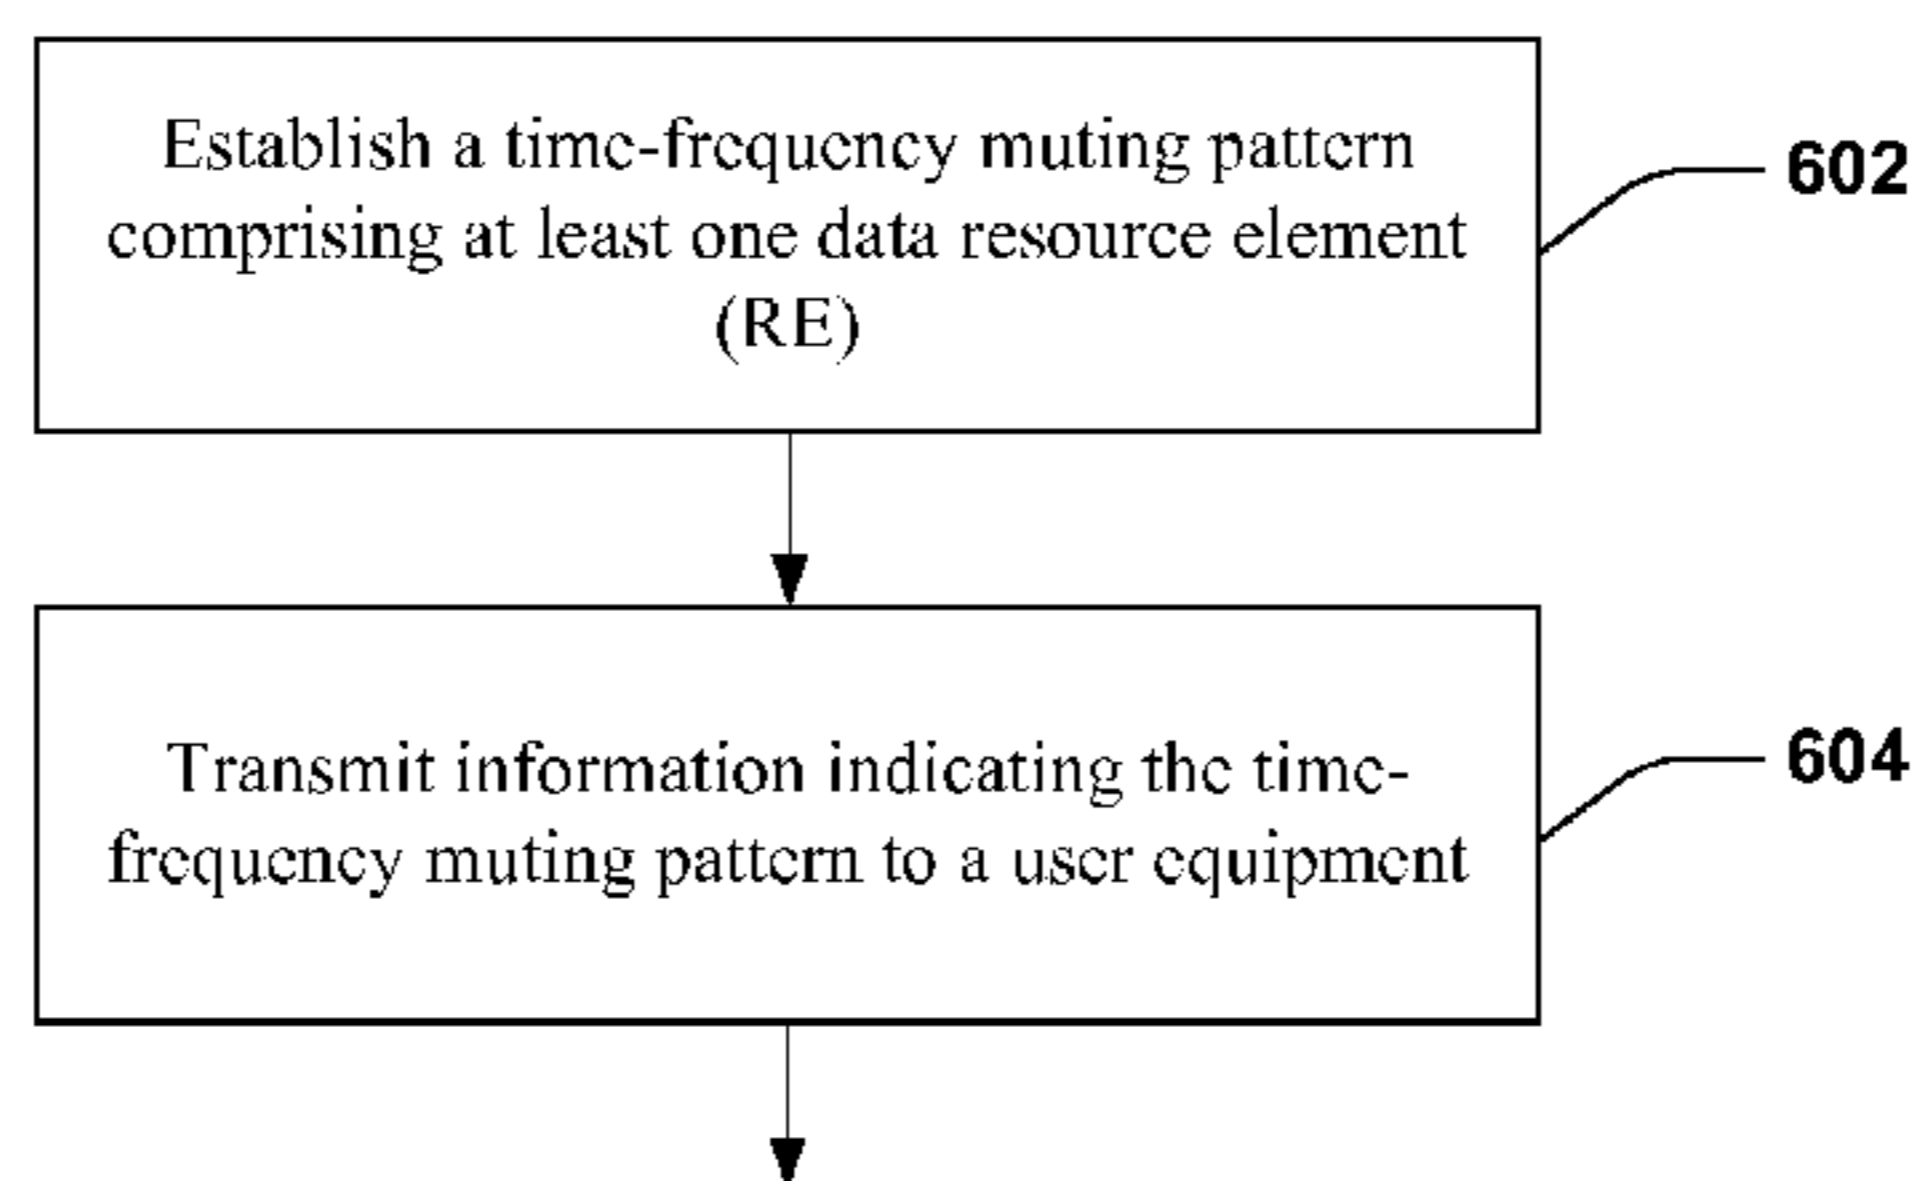 Establish a time-frequency muting pattern
602
comprising at least one data resource element
(RE)
Transmit information indicating the time-
604
frequency muting pattern to a user equipment